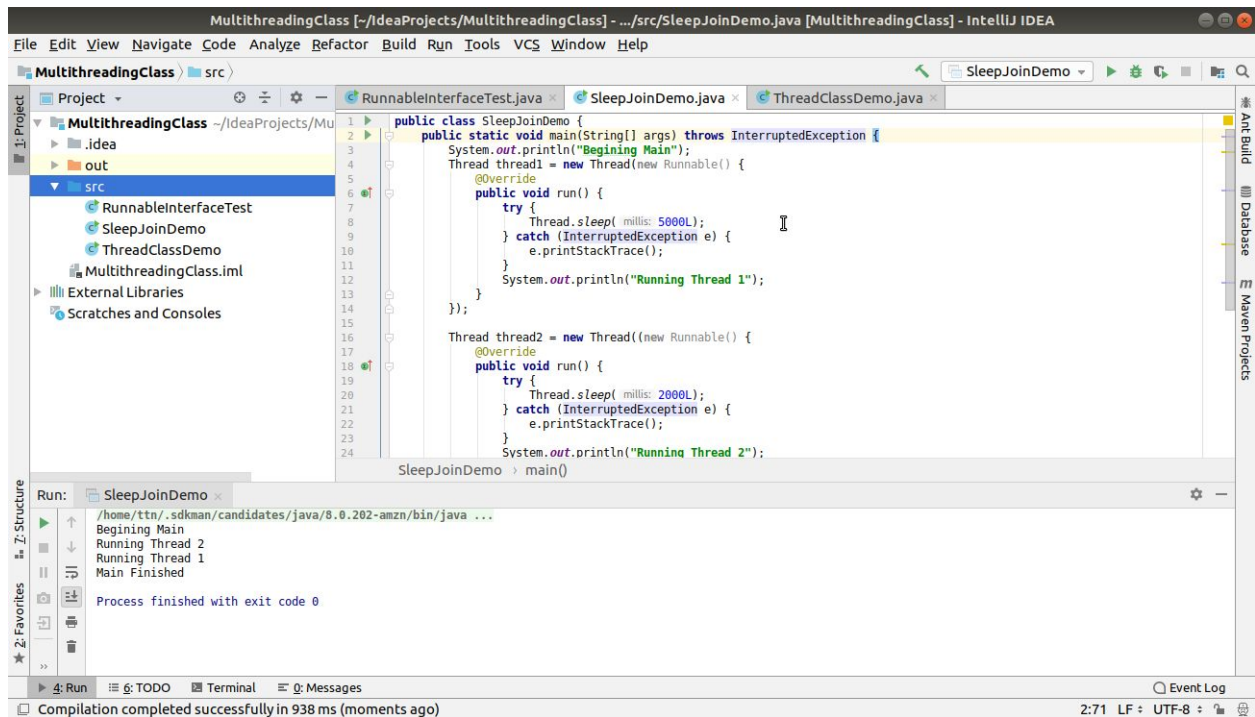 MultithreadingClass [~/IdeaProjects/MultithreadingClass] - .../src/SleepJoinDemo.java [MultithreadingClass] - IntelliJ IDEA
File Edit View Navigate Code Analyze Refactor Build Run Tools VCS Window Help
MultithreadingClass src
SleepJoinDemo
1: Project
Project
MultithreadingClass ~/IdeaProjects/Mu
.idea
out
src
RunnableInterfaceTest
SleepJoinDemo
ThreadClassDemo
MultithreadingClass.iml
External Libraries
Scratches and Consoles
RunnableInterfaceTest.java SleepJoinDemo.java ThreadClassDemo.java
1 public class SleepJoinDemo {
2 public static void main(String[] args) throws InterruptedException {
3 System.out.println("Begining Main");
4 Thread thread1 = new Thread(new Runnable() {
5 @Override
6 public void run() {
7 try {
8 Thread.sleep( millis: 5000L);
9 } catch (InterruptedException e) {
10 e.printStackTrace();
11 }
12 System.out.println("Running Thread 1");
13 }
14 });
15
16 Thread thread2 = new Thread((new Runnable() {
17 @Override
18 public void run() {
19 try {
20 Thread.sleep( millis: 2000L);
21 } catch (InterruptedException e) {
22 e.printStackTrace();
23 }
24 System.out.println("Running Thread 2");
SleepJoinDemo › main()
Ant Build
Database
m Maven Projects
7: Structure
2: Favorites
Run: SleepJoinDemo
/home/ttn/.sdkman/candidates/java/8.0.202-amzn/bin/java ...
Begining Main
Running Thread 2
Running Thread 1
Main Finished
Process finished with exit code 0
4: Run 6: TODO Terminal 0: Messages Event Log
Compilation completed successfully in 938 ms (moments ago) 2:71 LF UTF-8